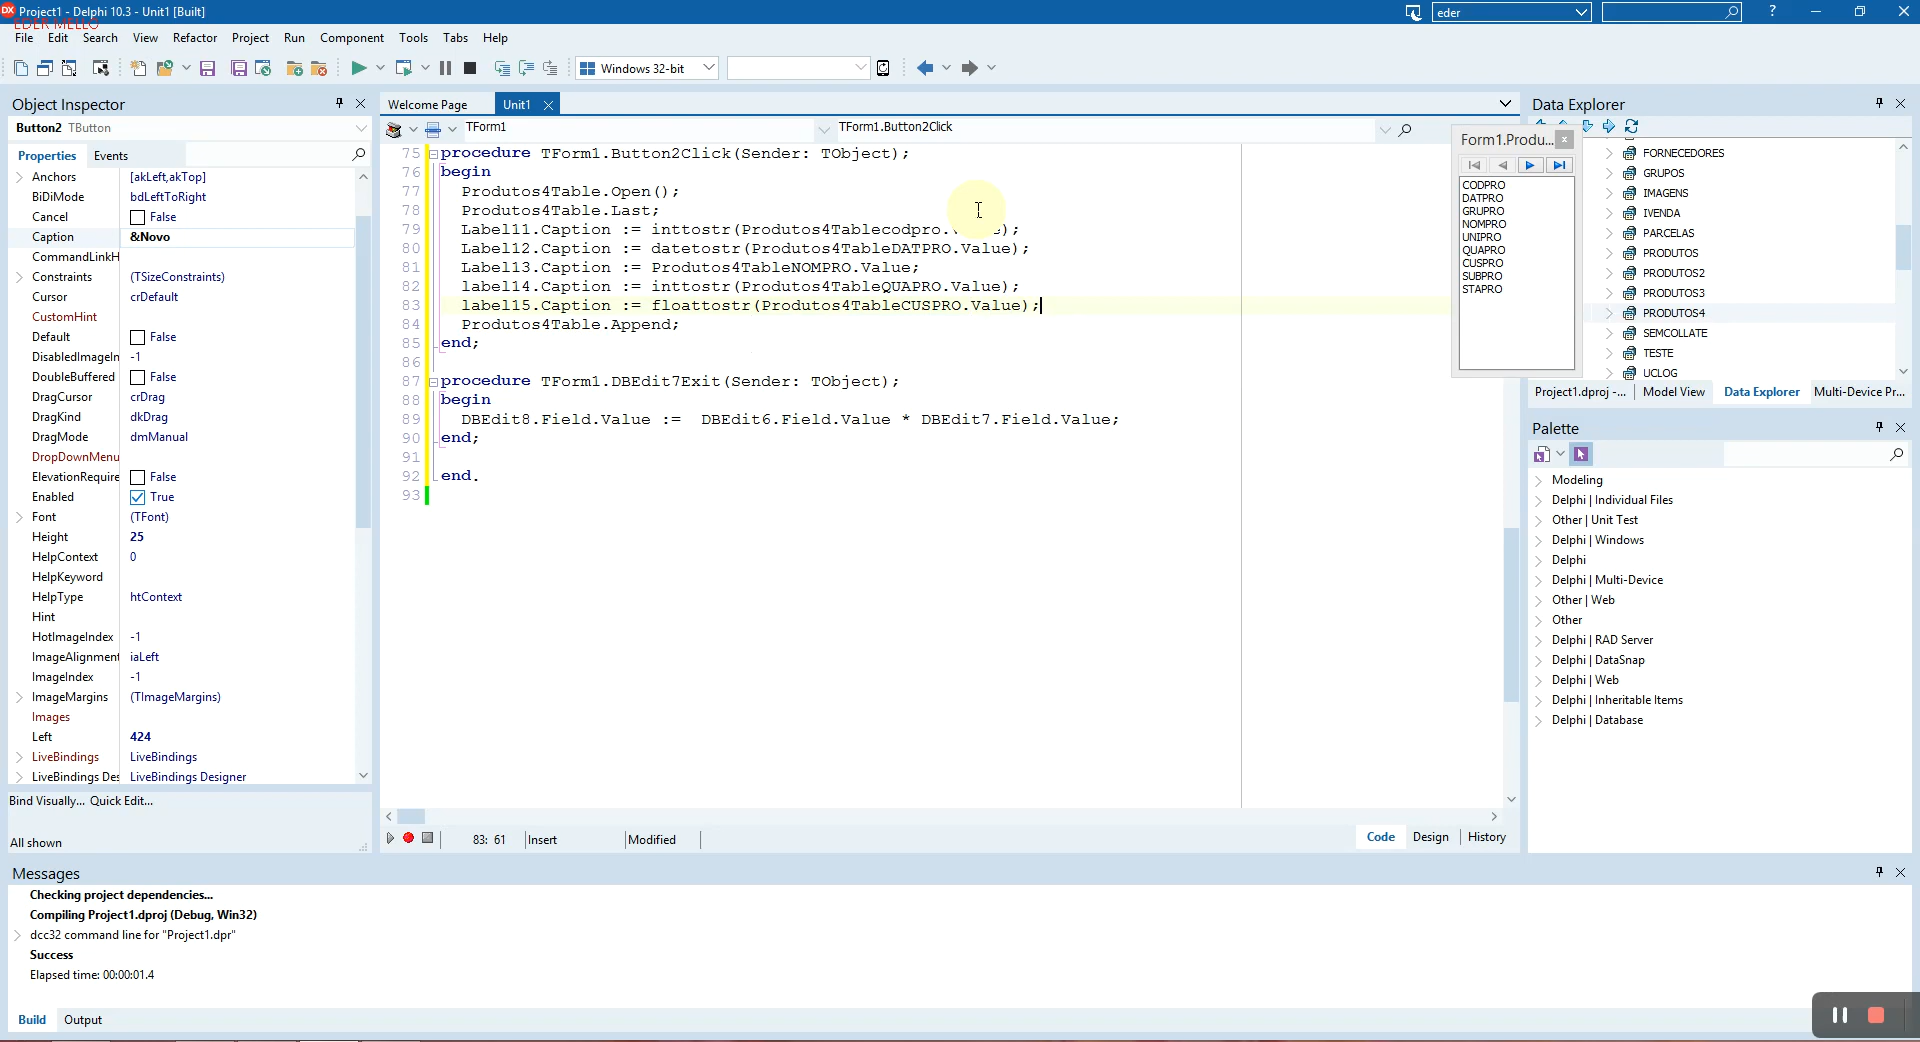 Project1 - Delphi 10.3 - Unit1 [Built]
eder
?
EDER MELLO
File Edit Search View Refactor Project Run Component Tools Tabs Help
Windows 32-bit
Object Inspector
Button2 TButton
Properties Events
Anchors [akLeft,akTop]
BiDiMode bdLeftToRight
Cancel False
Caption &Novo
CommandLinkH
Constraints (TSizeConstraints)
Cursor crDefault
CustomHint
Default False
DisabledImageIn -1
DoubleBuffered False
DragCursor crDrag
DragKind dkDrag
DragMode dmManual
DropDownMenu
ElevationRequire False
Enabled True
Font (TFont)
Height 25
HelpContext 0
HelpKeyword
HelpType htContext
Hint
HotImageIndex -1
ImageAlignment iaLeft
ImageIndex -1
ImageMargins (TImageMargins)
Images
Left 424
LiveBindings LiveBindings
LiveBindings Des LiveBindings Designer
Bind Visually... Quick Edit...
All shown
Welcome Page Unit1
TForm1 TForm1.Button2Click
75 procedure TForm1.Button2Click(Sender: TObject);
76 begin
77 Produtos4Table.Open();
78 Produtos4Table.Last;
79 Label11.Caption := inttostr(Produtos4Tablecodpro.
80 Label12.Caption := datetostr(Produtos4TableDATPRO.Value);
81 Label13.Caption := Produtos4TableNOMPRO.Value;
82 label14.Caption := inttostr(Produtos4TableQUAPRO.Value);
83 label15.Caption := floattostr(Produtos4TableCUSPRO.Value);
84 Produtos4Table.Append;
85 end;
86
87 procedure TForm1.DBEdit7Exit(Sender: TObject);
88 begin
89 DBEdit8.Field.Value := DBEdit6.Field.Value * DBEdit7.Field.Value;
90 end;
91
92 end.
93
83: 61 Insert Modified
Code Design History
Form1.Produ...
CODPRO
DATPRO
GRUPRO
NOMPRO
UNIPRO
QUAPRO
CUSPRO
SUBPRO
STAPRO
Data Explorer
FORNECEDORES
GRUPOS
IMAGENS
IVENDA
PARCELAS
PRODUTOS
PRODUTOS2
PRODUTOS3
PRODUTOS4
SEMCOLLATE
TESTE
UCLOG
Project1.dproj -... Model View Data Explorer Multi-Device Pr...
Palette
Modeling
Delphi | Individual Files
Other | Unit Test
Delphi | Windows
Delphi
Delphi | Multi-Device
Other | Web
Other
Delphi | RAD Server
Delphi | DataSnap
Delphi | Web
Delphi | Inheritable Items
Delphi | Database
Messages
Checking project dependencies...
Compiling Project1.dproj (Debug, Win32)
dcc32 command line for "Project1.dpr"
Success
Elapsed time: 00:00:01.4
Build Output